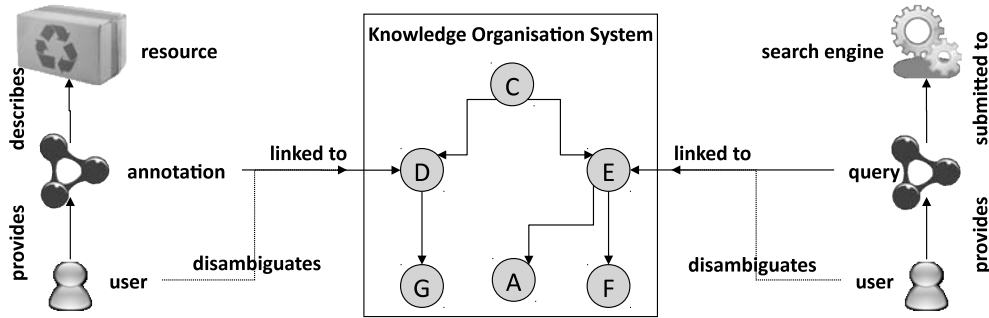 Knowledge Organisation System
resource
search engine
describes
submitted to
C
linked to
linked to
annotation
D
E
query
provides
provides
disambiguates
disambiguates
user
G
A
F
user